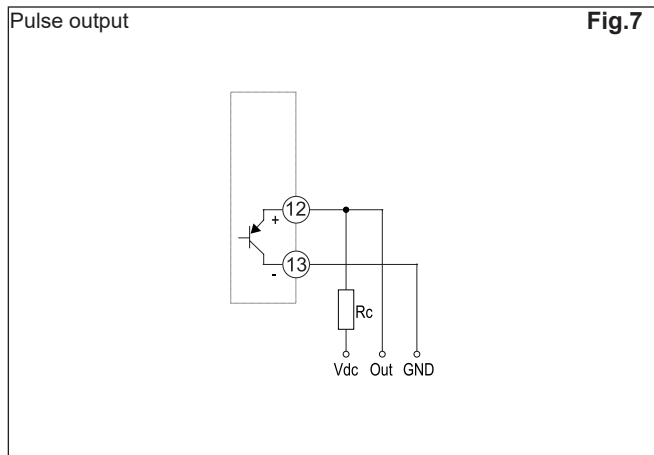 Pulse output
Fig.7
12
+
13
-
Rc
Vdc Out GND